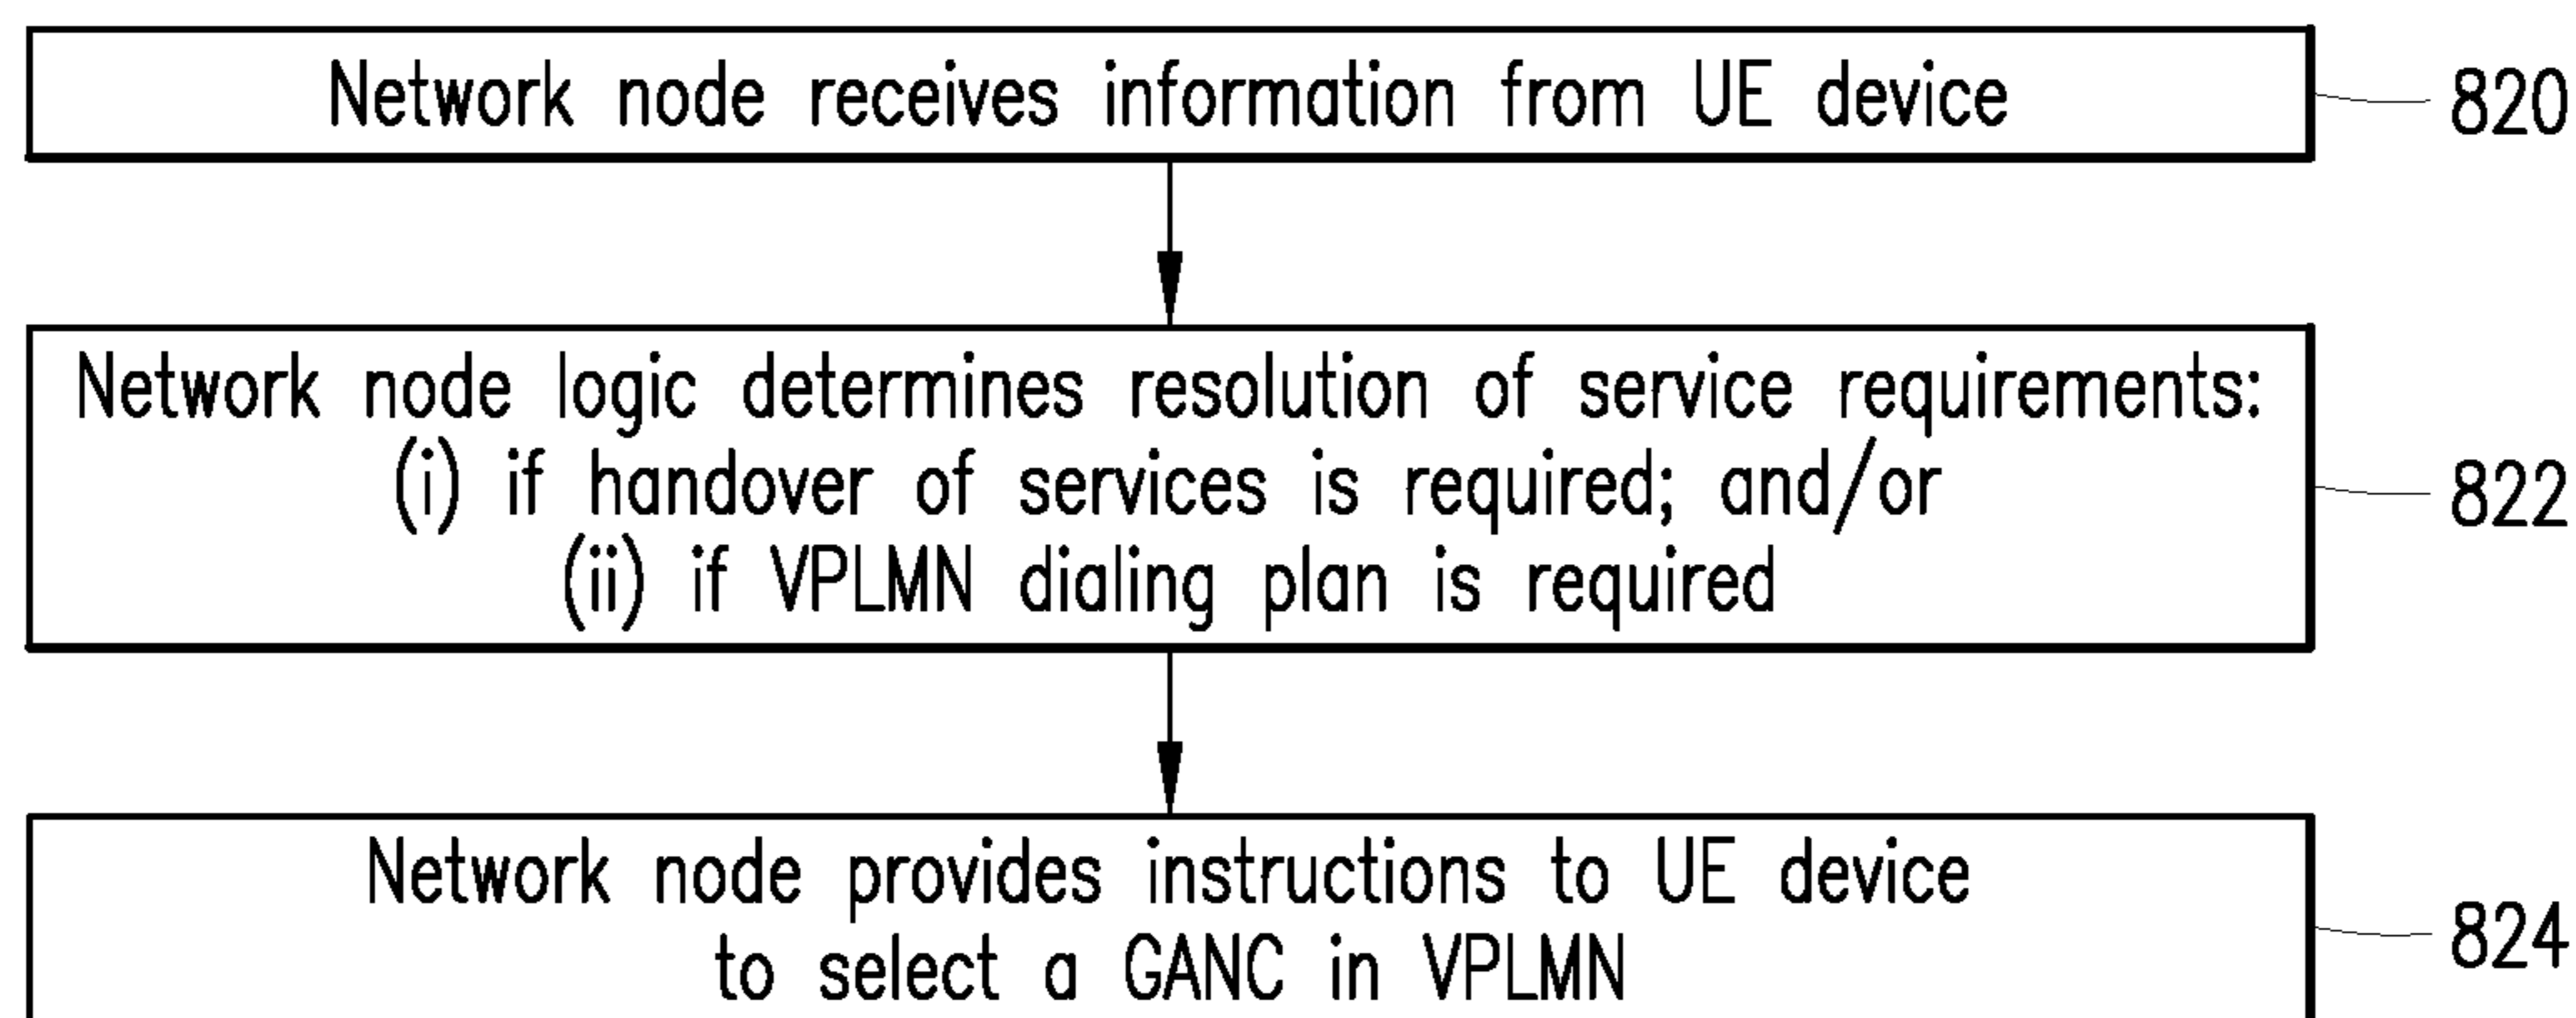 Network node receives information from UE device
820
Network node logic determines resolution of service requirements:
(i) if handover of services is required; and/or
(ii) if VPLMN dialing plan is required
822
Network node provides instructions to UE device
to select a GANC in VPLMN
824